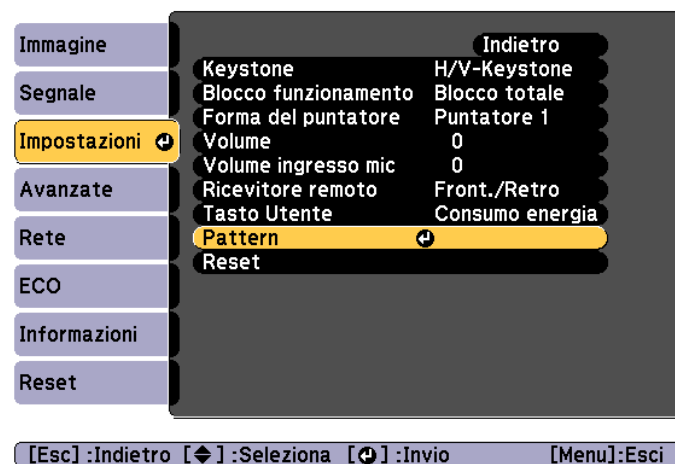 Immagine
Segnale
Impostazioni
Avanzate
Rete
ECO
Informazioni
Reset
Indietro
Keystone H/V-Keystone
Blocco funzionamento Blocco totale
Forma del puntatore Puntatore 1
Volume 0
Volume ingresso mic 0
Ricevitore remoto Front./Retro
Tasto Utente Consumo energia
Pattern
Reset
[Esc] :Indietro [◆] :Seleziona [↵] :Invio [Menu]:Esci